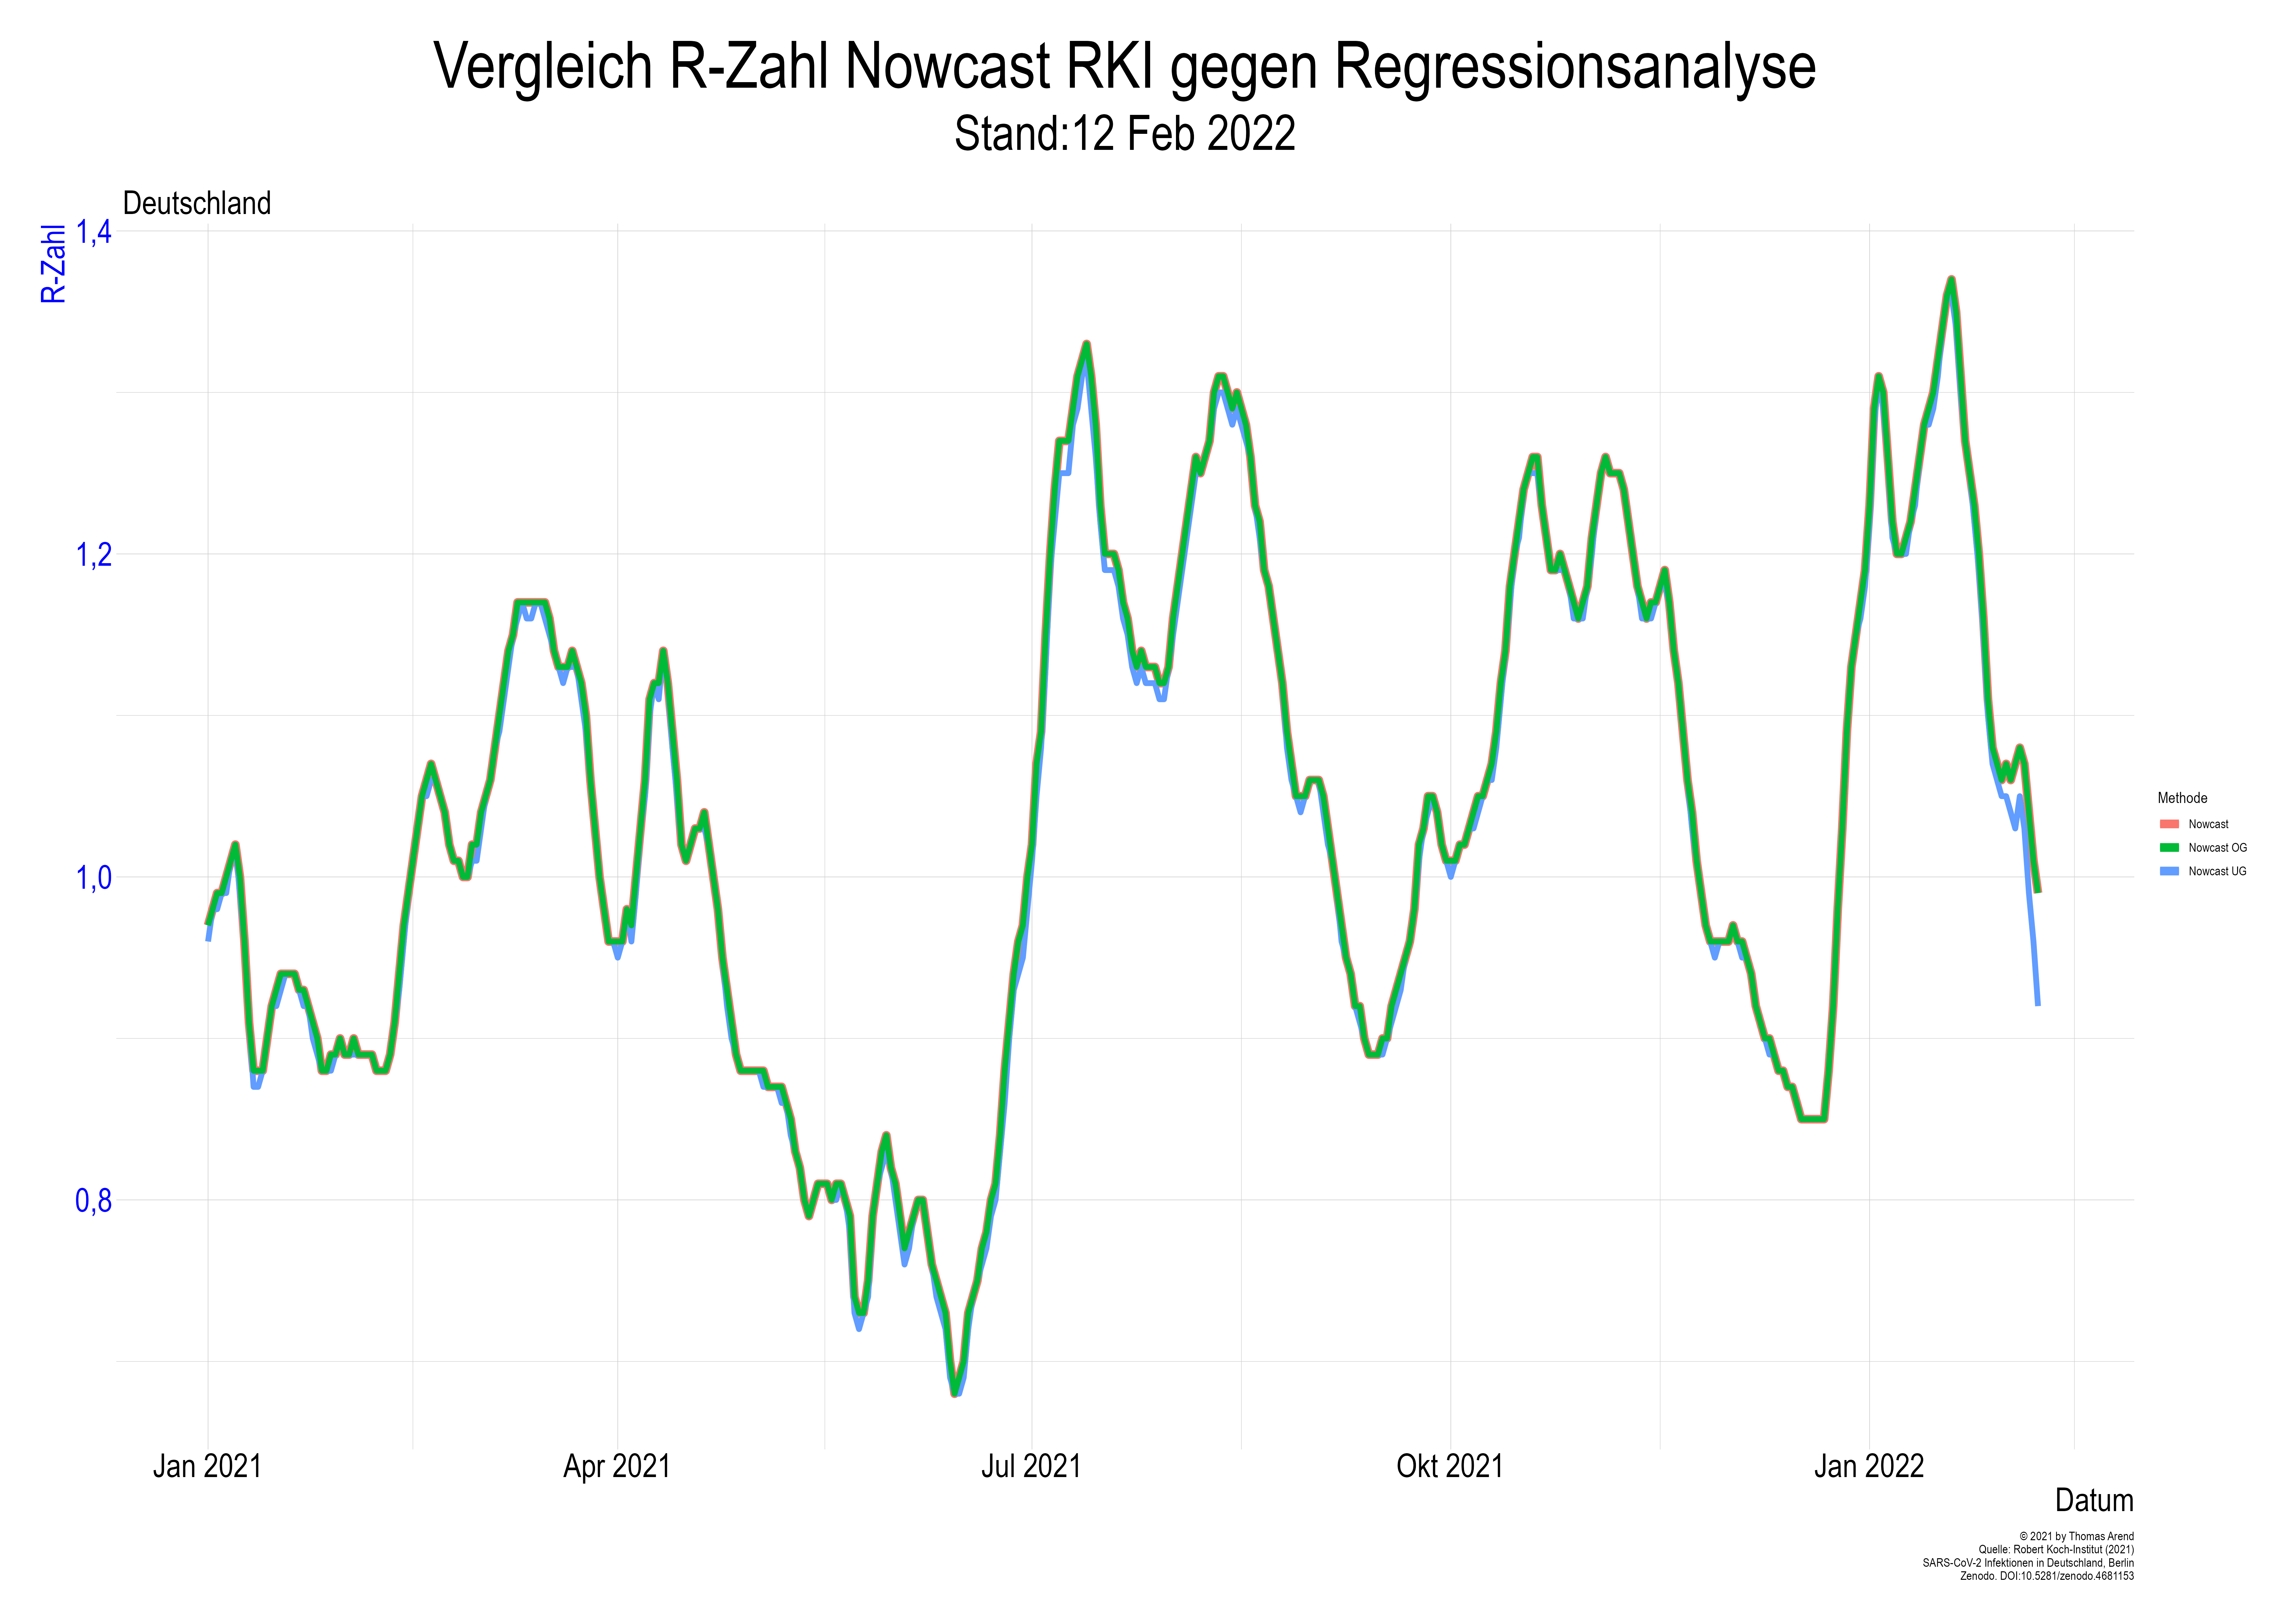 Vergleich R-Zahl Nowcast RKI gegen Regressionsanalyse
Stand:12 Feb 2022
Deutschland
R-Zahl
1,4
1,2
1,0
0,8
Jan 2021
Apr 2021
Jul 2021
Okt 2021
Jan 2022
Datum
Methode
Nowcast
Nowcast OG
Nowcast UG
© 2021 by Thomas Arend
Quelle: Robert Koch-Institut (2021)
SARS-CoV-2 Infektionen in Deutschland, Berlin
Zenodo. DOI:10.5281/zenodo.4681153